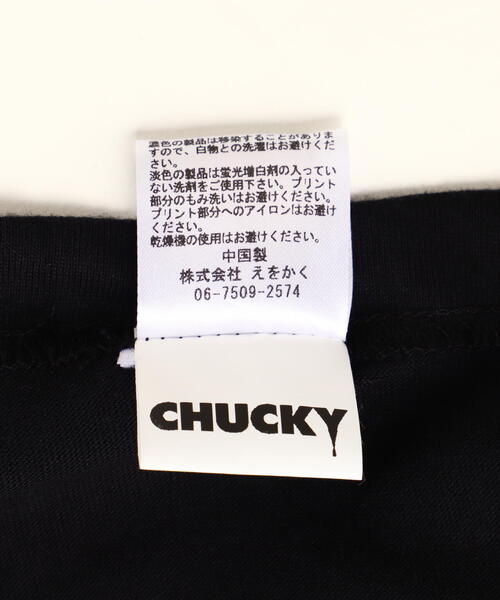 濃色の製品は移染することがありま
すので、白物との洗濯はお避けくださ
い。
淡色の製品は蛍光増白剤の入ってい
ない洗剤をご使用下さい。プリント
部分のもみ洗いはお避けください。
プリント部分へのアイロンはお避け
ください。
乾燥機の使用はお避けください。
中国製
株式会社 えをかく
06-7509-2574
CHUCKY